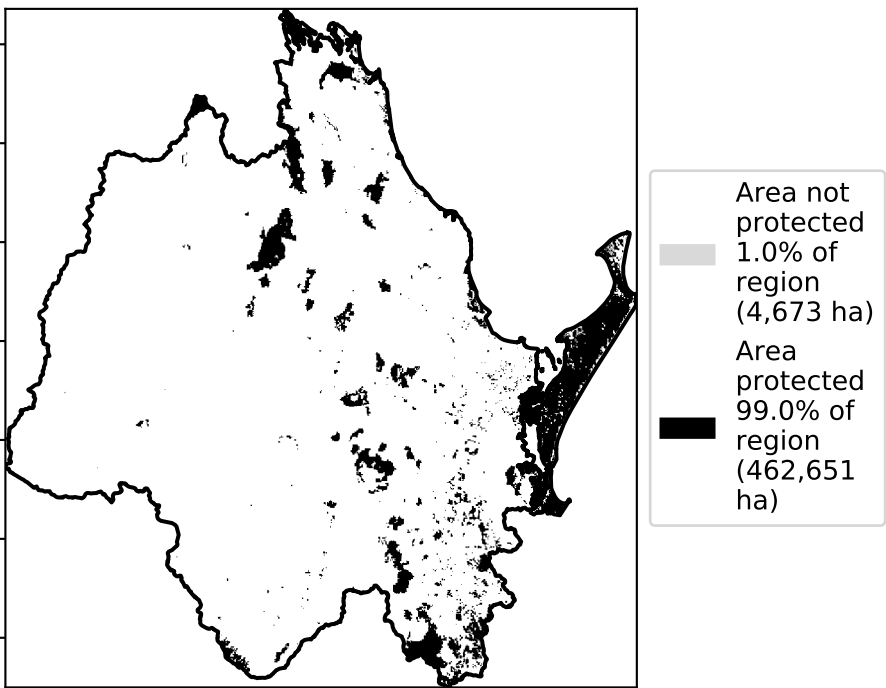 Area not
protected
1.0% of
region
(4,673 ha)
Area
protected
99.0% of
region
(462,651
ha)